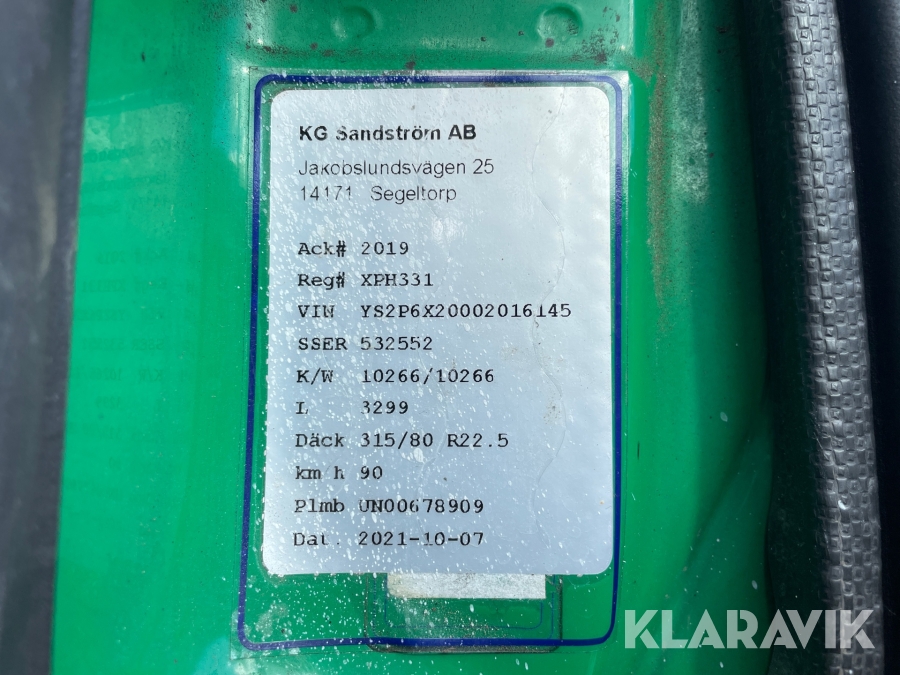 KG Sandström AB
Jakobslundsvägen 25
14171 Segeltorp
Ack# 2019
Reg# XPH331
VIN YS2P6X20002016145
SSER 532552
K/W 10266/10266
L 3299
Däck 315/80 R22.5
km h 90
Plmb UN00678909
Dat. 2021-10-07
KLARAVIK